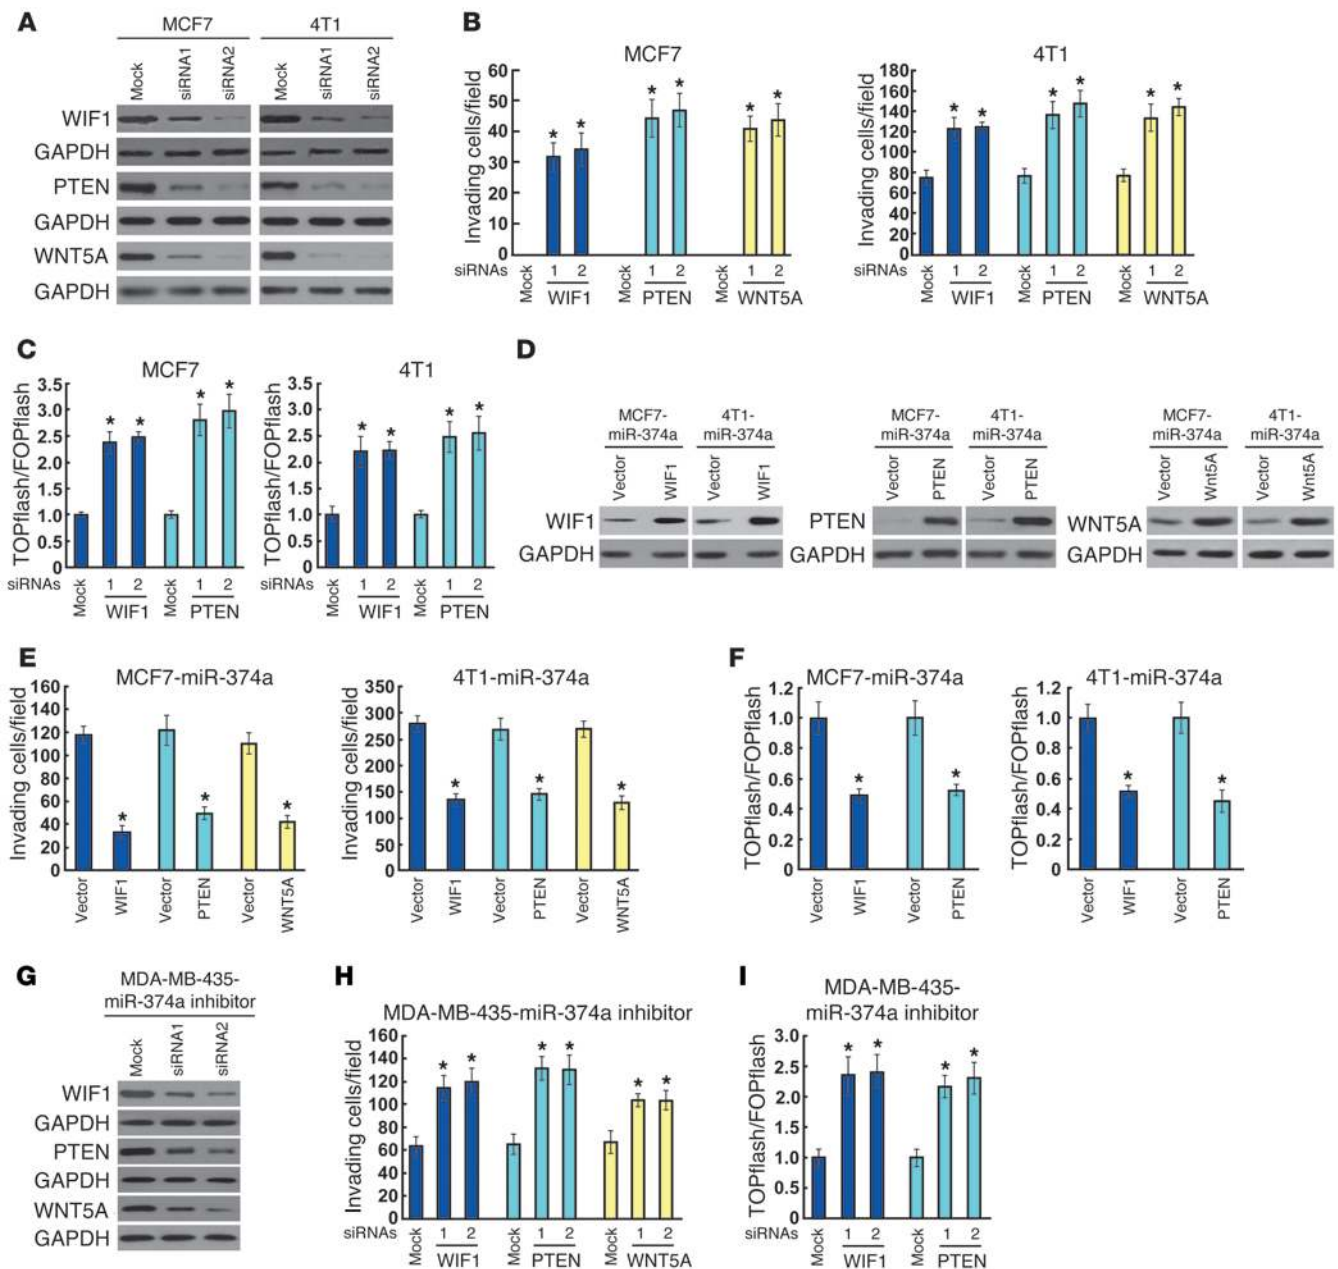 A
MCF7
4T1
Mock
siRNA1
siRNA2
Mock
siRNA1
siRNA2
WIF1
GAPDH
PTEN
GAPDH
WNT5A
GAPDH
B
MCF7
Invading cells/field
60
50
40
30
20
10
0
* * * * * *
siRNAs
Mock
1 2
WIF1
Mock
1 2
PTEN
Mock
1 2
WNT5A
4T1
Invading cells/field
180
160
140
120
100
80
60
40
20
0
* * * * * *
siRNAs
Mock
1 2
WIF1
Mock
1 2
PTEN
Mock
1 2
WNT5A
C
MCF7
TOPflash/FOPflash
3.5
3.0
2.5
2.0
1.5
1.0
0.5
0
* * * *
siRNAs
Mock
1 2
WIF1
Mock
1 2
PTEN
4T1
TOPflash/FOPflash
3.5
3.0
2.5
2.0
1.5
1.0
0.5
0
* * * *
siRNAs
Mock
1 2
WIF1
Mock
1 2
PTEN
D
MCF7-
miR-374a
4T1-
miR-374a
Vector
WIF1
Vector
WIF1
WIF1
GAPDH
MCF7-
miR-374a
4T1-
miR-374a
Vector
PTEN
Vector
PTEN
PTEN
GAPDH
MCF7-
miR-374a
4T1-
miR-374a
Vector
Wnt5A
Vector
Wnt5A
WNT5A
GAPDH
E
MCF7-miR-374a
Invading cells/field
160
140
120
100
80
60
40
20
0
* * *
Vector
WIF1
Vector
PTEN
Vector
WNT5A
4T1-miR-374a
Invading cells/field
350
300
250
200
150
100
50
0
* * *
Vector
WIF1
Vector
PTEN
Vector
WNT5A
F
MCF7-miR-374a
TOPflash/FOPflash
1.2
1.0
0.8
0.6
0.4
0.2
0
* *
Vector
WIF1
Vector
PTEN
4T1-miR-374a
TOPflash/FOPflash
1.2
1.0
0.8
0.6
0.4
0.2
0
* *
Vector
WIF1
Vector
PTEN
G
MDA-MB-435-
miR-374a inhibitor
Mock
siRNA1
siRNA2
WIF1
GAPDH
PTEN
GAPDH
WNT5A
GAPDH
H
MDA-MB-435-miR-374a inhibitor
Invading cells/field
160
140
120
100
80
60
40
20
0
* * * * * *
siRNAs
Mock
1 2
WIF1
Mock
1 2
PTEN
Mock
1 2
WNT5A
I
MDA-MB-435-
miR-374a inhibitor
TOPflash/FOPflash
3.0
2.5
2.0
1.5
1.0
0.5
0
* * * *
siRNAs
Mock
1 2
WIF1
Mock
1 2
PTEN